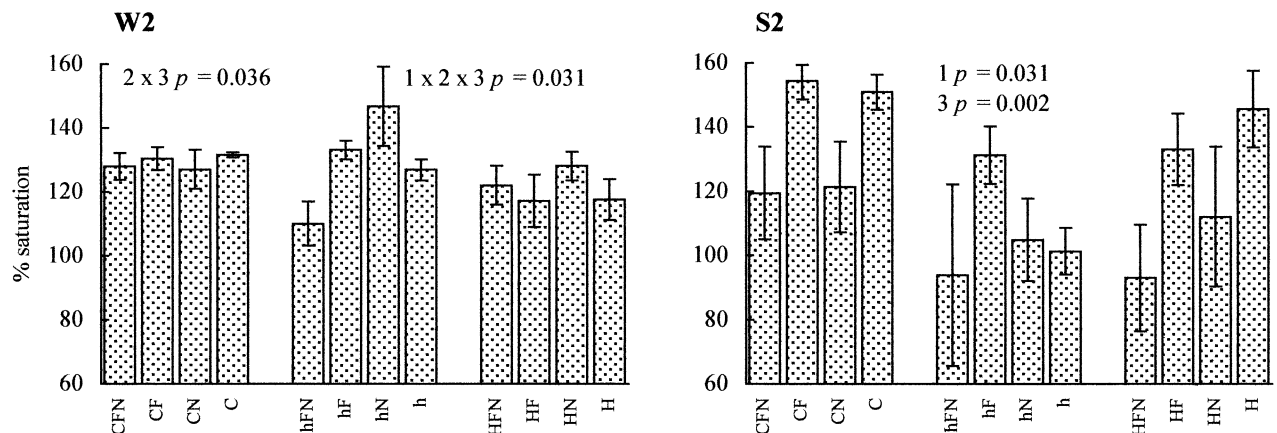 W2
S2
% saturation
160
140
120
100
80
60
2 x 3 p = 0.036
1 x 2 x 3 p = 0.031
CFN
CF
CN
C
hFN
hF
hN
h
HFN
HF
HN
H
160
140
120
100
80
60
1 p = 0.031
3 p = 0.002
CFN
CF
CN
C
hFN
hF
hN
h
HFN
HF
HN
H